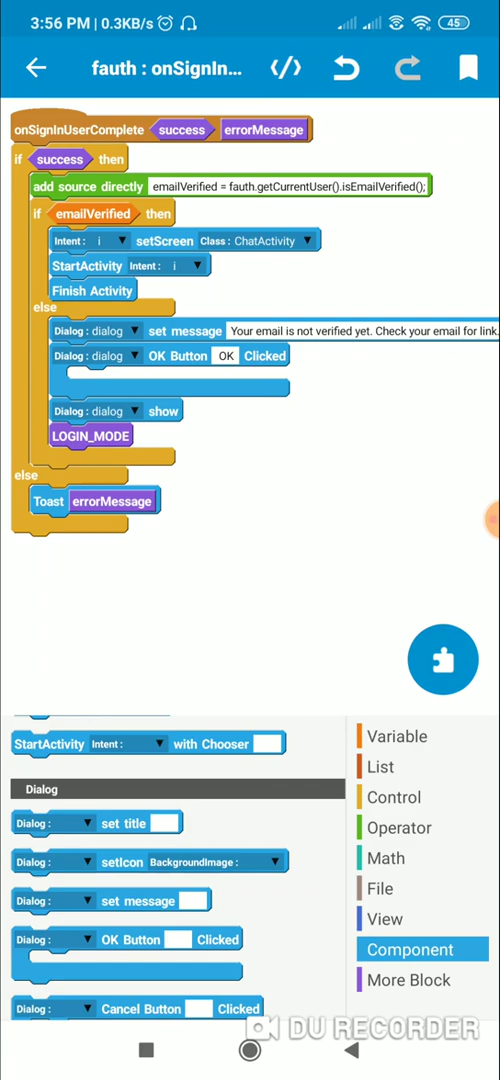 3:56 PM | 0.3KB/s 45
fauth : onSignIn...
onSignInUserComplete success errorMessage
if success then
add source directly emailVerified = fauth.getCurrentUser().isEmailVerified();
if emailVerified then
Intent : i setScreen Class : ChatActivity
StartActivity Intent : i
Finish Activity
else
Dialog: dialog set message Your email is not verified yet. Check your email for link.
Dialog: dialog OK Button OK Clicked
Dialog: dialog show
LOGIN_MODE
else
Toast errorMessage
StartActivity Intent : with Chooser
Dialog
Dialog: set title
Dialog: setIcon BackgroundImage :
Dialog: set message
Dialog: OK Button Clicked
Dialog: Cancel Button Clicked
Variable
List
Control
Operator
Math
File
View
Component
More Block
DU RECORDER